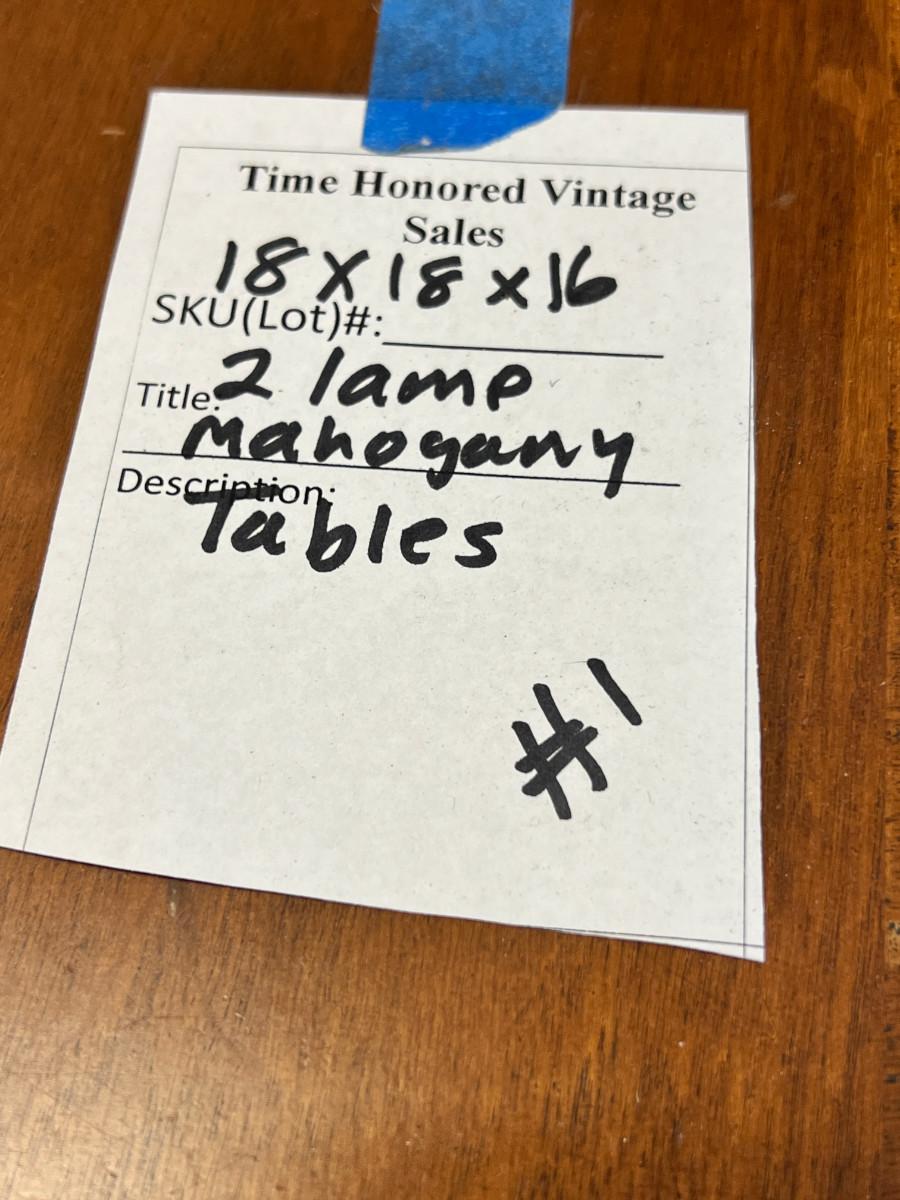 Time Honored Vintage
Sales
18 x 18 x 16
SKU(Lot)#:
Title: 2 lamp
Mahogany
Description:
Tables
#1